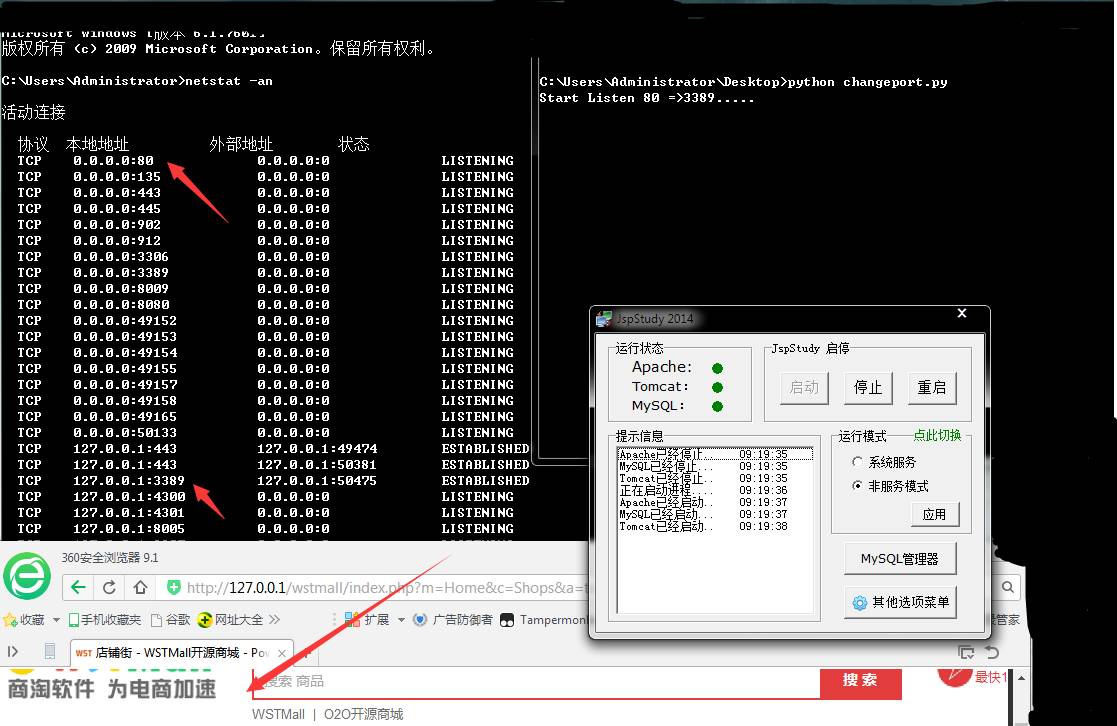 Microsoft Windows [版本 6.1.7601]
版权所有 (c) 2009 Microsoft Corporation。保留所有权利。
C:\Users\Administrator>netstat -an
活动连接
协议 本地地址 外部地址 状态
TCP 0.0.0.0:80 0.0.0.0:0 LISTENING
TCP 0.0.0.0:135 0.0.0.0:0 LISTENING
TCP 0.0.0.0:443 0.0.0.0:0 LISTENING
TCP 0.0.0.0:445 0.0.0.0:0 LISTENING
TCP 0.0.0.0:902 0.0.0.0:0 LISTENING
TCP 0.0.0.0:912 0.0.0.0:0 LISTENING
TCP 0.0.0.0:3306 0.0.0.0:0 LISTENING
TCP 0.0.0.0:3389 0.0.0.0:0 LISTENING
TCP 0.0.0.0:8009 0.0.0.0:0 LISTENING
TCP 0.0.0.0:8080 0.0.0.0:0 LISTENING
TCP 0.0.0.0:49152 0.0.0.0:0 LISTENING
TCP 0.0.0.0:49153 0.0.0.0:0 LISTENING
TCP 0.0.0.0:49154 0.0.0.0:0 LISTENING
TCP 0.0.0.0:49155 0.0.0.0:0 LISTENING
TCP 0.0.0.0:49157 0.0.0.0:0 LISTENING
TCP 0.0.0.0:49158 0.0.0.0:0 LISTENING
TCP 0.0.0.0:49165 0.0.0.0:0 LISTENING
TCP 0.0.0.0:50133 0.0.0.0:0 LISTENING
TCP 127.0.0.1:443 127.0.0.1:49474 ESTABLISHED
TCP 127.0.0.1:443 127.0.0.1:50381 ESTABLISHED
TCP 127.0.0.1:3389 127.0.0.1:50475 ESTABLISHED
TCP 127.0.0.1:4300 0.0.0.0:0 LISTENING
TCP 127.0.0.1:4301 0.0.0.0:0 LISTENING
TCP 127.0.0.1:8005 0.0.0.0:0 LISTENING
C:\Users\Administrator\Desktop>python changeport.py
Start Listen 80 =>3389.....
JspStudy 2014
运行状态
Apache:
Tomcat:
MySQL:
JspStudy 启停
启动 停止 重启
提示信息
Apache已经停止... 09:19:35
MySQL已经停止... 09:19:35
Tomcat已经停止.. 09:19:35
正在启动进程.... 09:19:36
Apache已经启动.. 09:19:37
MySQL已经启动... 09:19:37
Tomcat已经启动.. 09:19:38
运行模式 点此切换
系统服务
非服务模式
应用
MySQL管理器
其他选项菜单
360安全浏览器 9.1
http://127.0.0.1/wstmall/index.php?m=Home&c=Shops&a=
收藏 手机收藏夹 谷歌 网址大全 扩展 广告防御者 Tampermon 管家
WST 店铺街 - WSTMall开源商城 - Po
商淘软件 为电商加速
搜索 商品
搜索
最快1
WSTMall | O2O开源商城